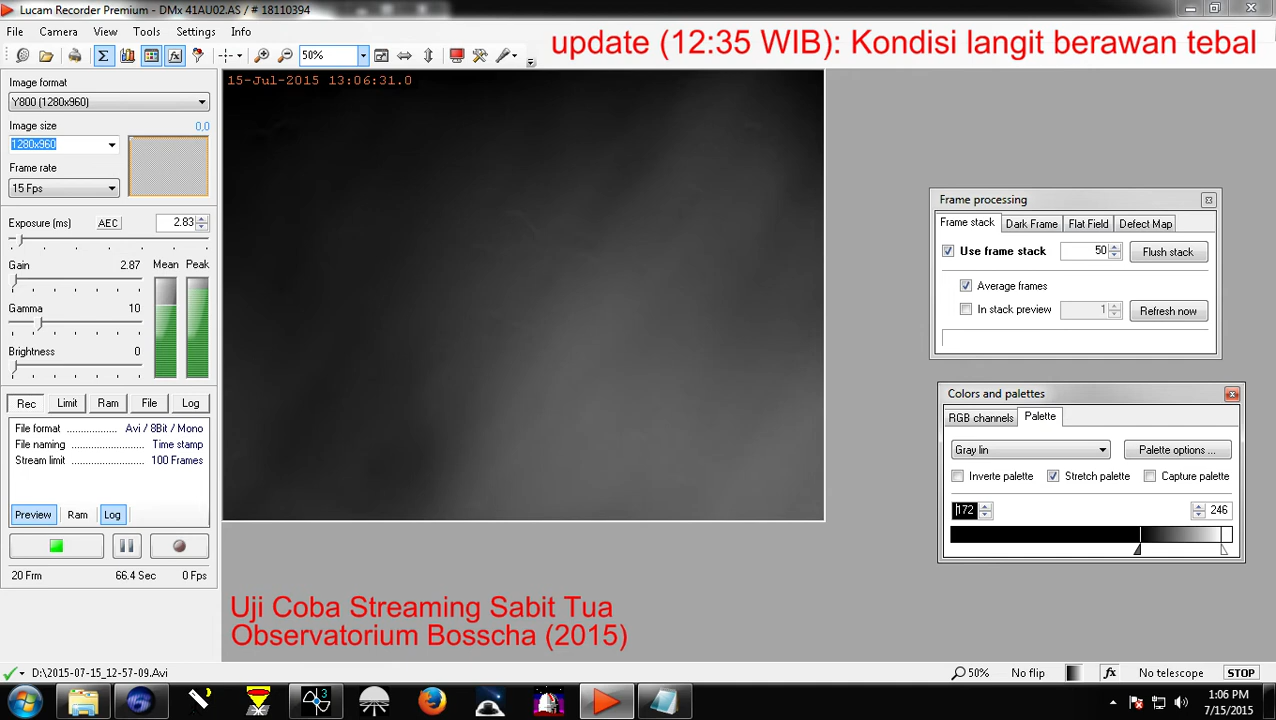 Lucam Recorder Premium - DMx 41AU02.AS / # 18110394
File Camera View Tools Settings Info
50%
update (12:35 WIB): Kondisi langit berawan tebal
15-Jul-2015 13:06:31.0
Image format
Y800 (1280x960)
Image size 0,0
1280x960
Frame rate
15 Fps
Exposure (ms) AEC 2.83
Gain 2.87 Mean Peak
Gamma 10
Brightness 0
Rec Limit Ram File Log
File format Avi / 8Bit / Mono
File naming Time stamp
Stream limit 100 Frames
Preview Ram Log
20 Frm 66.4 Sec 0 Fps
Frame processing
Frame stack Dark Frame Flat Field Defect Map
Use frame stack 50 Flush stack
Average frames
In stack preview 1 Refresh now
Colors and palettes
RGB channels Palette
Gray lin Palette options ...
Inverte palette Stretch palette Capture palette
172 246
Uji Coba Streaming Sabit Tua
Observatorium Bosscha (2015)
D:\2015-07-15_12-57-09.Avi 50% No flip fx No telescope STOP
3
1:06 PM
7/15/2015